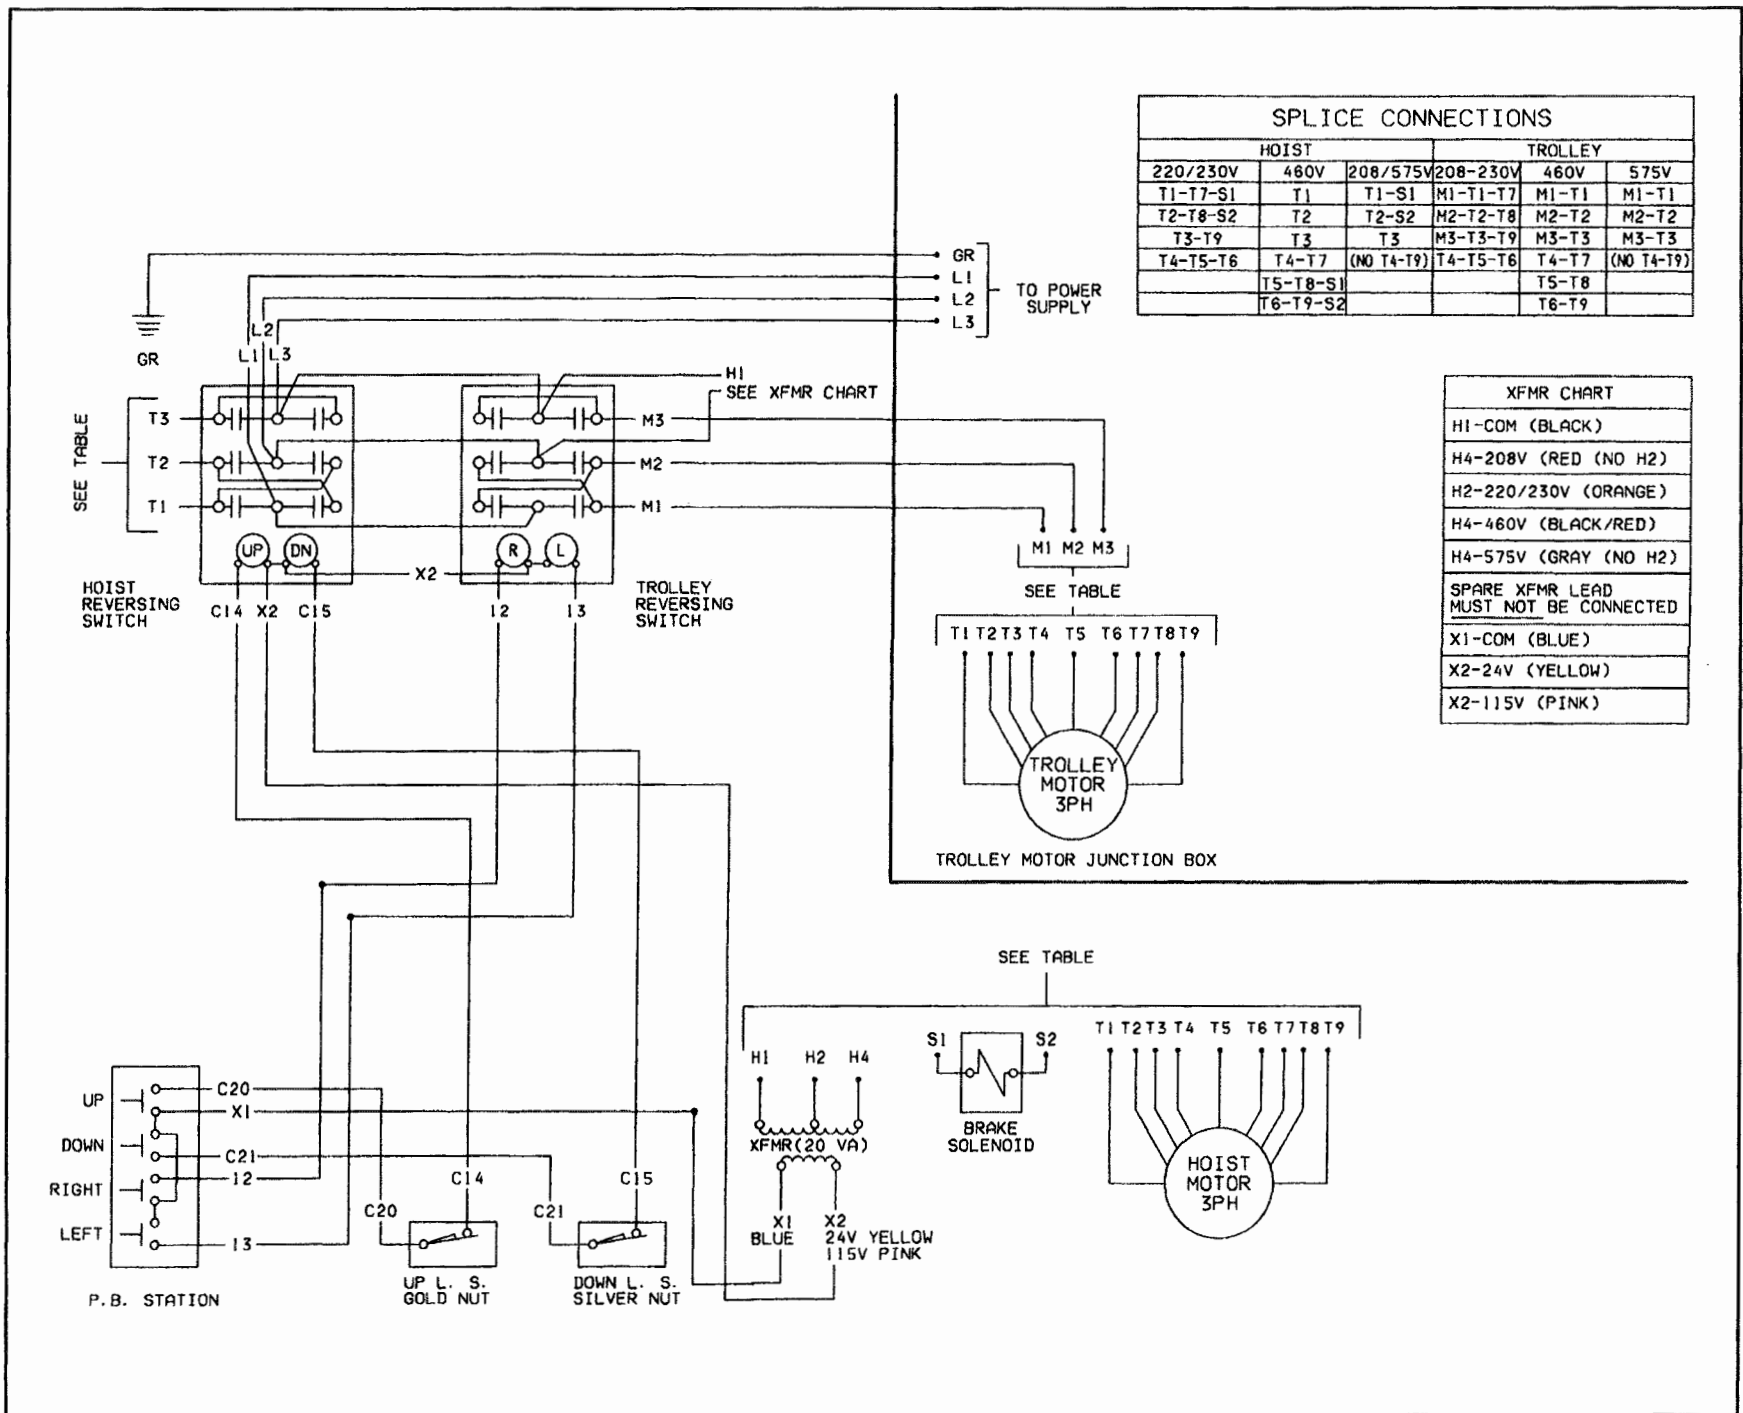 SPLICE CONNECTIONS
HOIST TROLLEY
220/230V 460V 208/575V 208-230V 460V 575V
T1-T7-S1 T1 T1-S1 M1-T1-T7 M1-T1 M1-T1
T2-T8-S2 T2 T2-S2 M2-T2-T8 M2-T2 M2-T2
T3-T9 T3 T3 M3-T3-T9 M3-T3 M3-T3
T4-T5-T6 T4-T7 (NO T4-T9) T4-T5-T6 T4-T7 (NO T4-T9)
T5-T8-S1 T5-T8
T6-T9-S2 T6-T9
GR
L1
L2
L3
TO POWER
SUPPLY
GR
L2
L1 L3
H1
SEE XFMR CHART
SEE TABLE
T3
T2
T1
M3
M2
M1
UP DN
R L
X2
HOIST
REVERSING
SWITCH
C14 X2 C15
12 13
TROLLEY
REVERSING
SWITCH
M1 M2 M3
SEE TABLE
T1 T2 T3 T4 T5 T6 T7 T8 T9
TROLLEY
MOTOR
3PH
TROLLEY MOTOR JUNCTION BOX
XFMR CHART
H1-COM (BLACK)
H4-208V (RED (NO H2)
H2-220/230V (ORANGE)
H4-460V (BLACK/RED)
H4-575V (GRAY (NO H2)
SPARE XFMR LEAD
MUST NOT BE CONNECTED
X1-COM (BLUE)
X2-24V (YELLOW)
X2-115V (PINK)
SEE TABLE
H1 H2 H4
S1 S2
T1 T2 T3 T4 T5 T6 T7 T8 T9
XFMR(20 VA)
BRAKE
SOLENOID
HOIST
MOTOR
3PH
X1
BLUE
X2
24V YELLOW
115V PINK
UP
DOWN
RIGHT
LEFT
C20
X1
C21
12
13
P.B. STATION
C14
C20
UP L. S.
GOLD NUT
C15
C21
DOWN L. S.
SILVER NUT